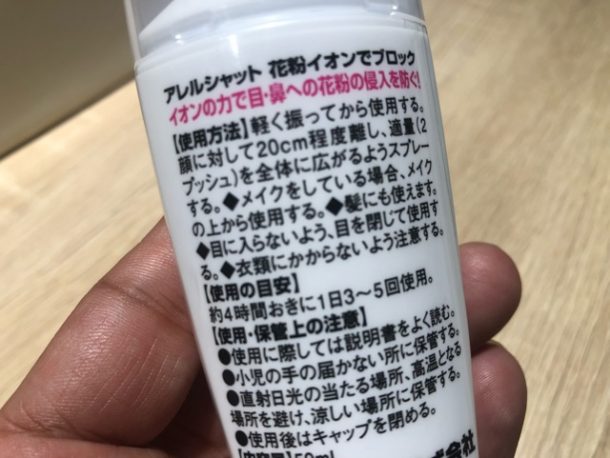 アレルシャット 花粉イオンでブロック
イオンの力で目・鼻への花粉の侵入を防ぐ!
【使用方法】軽く振ってから使用する。
顔に対して20cm程度離し、適量(2
プッシュ)を全体に広がるようスプレー
する。◆メイクをしている場合、メイク
の上から使用する。◆髪にも使えます。
◆目に入らないよう、目を閉じて使用す
る。◆衣類にかからないよう注意する。
【使用の目安】
約4時間おきに1日3〜5回使用。
【使用・保管上の注意】
●使用に際しては説明書をよく読む。
●小児の手の届かない所に保管する。
●直射日光の当たる場所、高温となる
場所を避け、涼しい場所に保管する。
●使用後はキャップを閉める。
【内容量】50mL
式会社